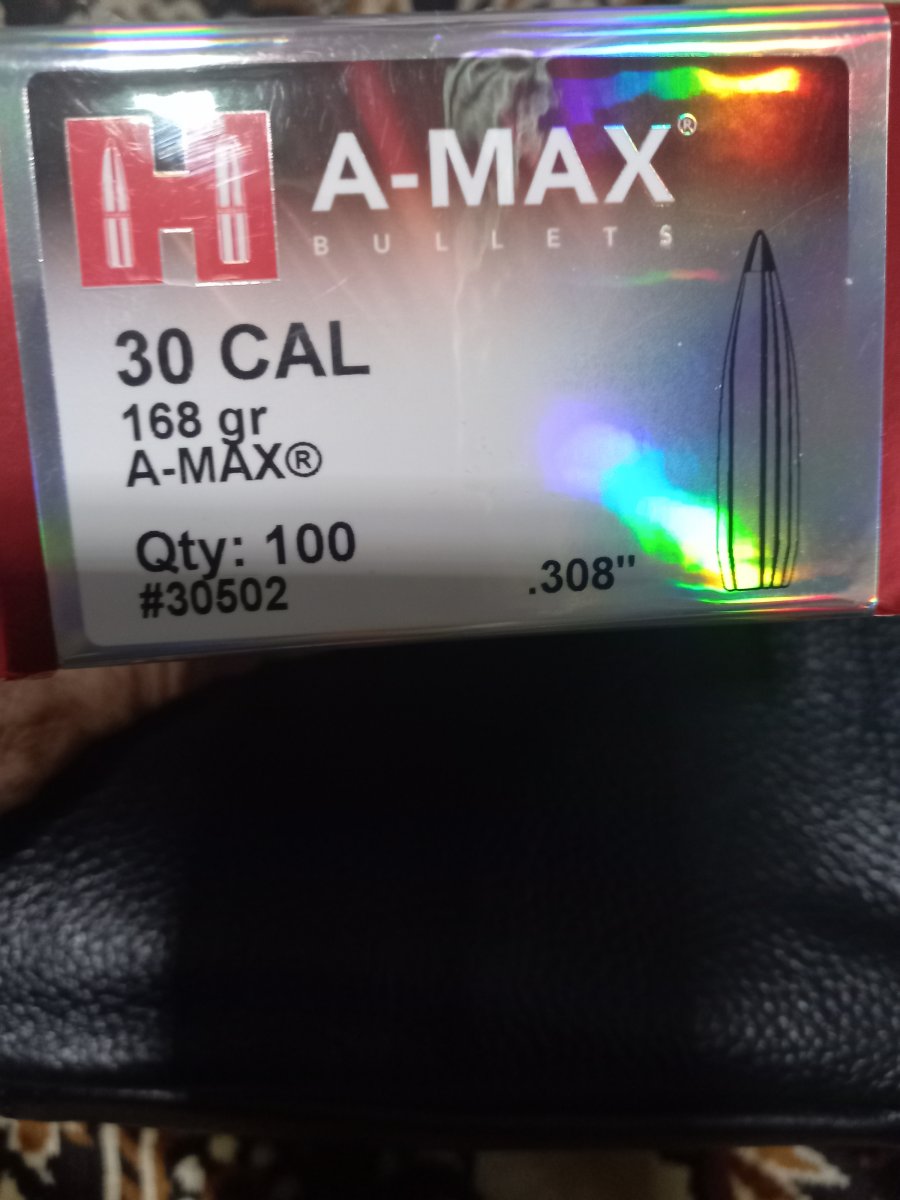 H
A-MAX®
BULLETS
30 CAL
168 gr
A-MAX®
Qty: 100
#30502
.308"